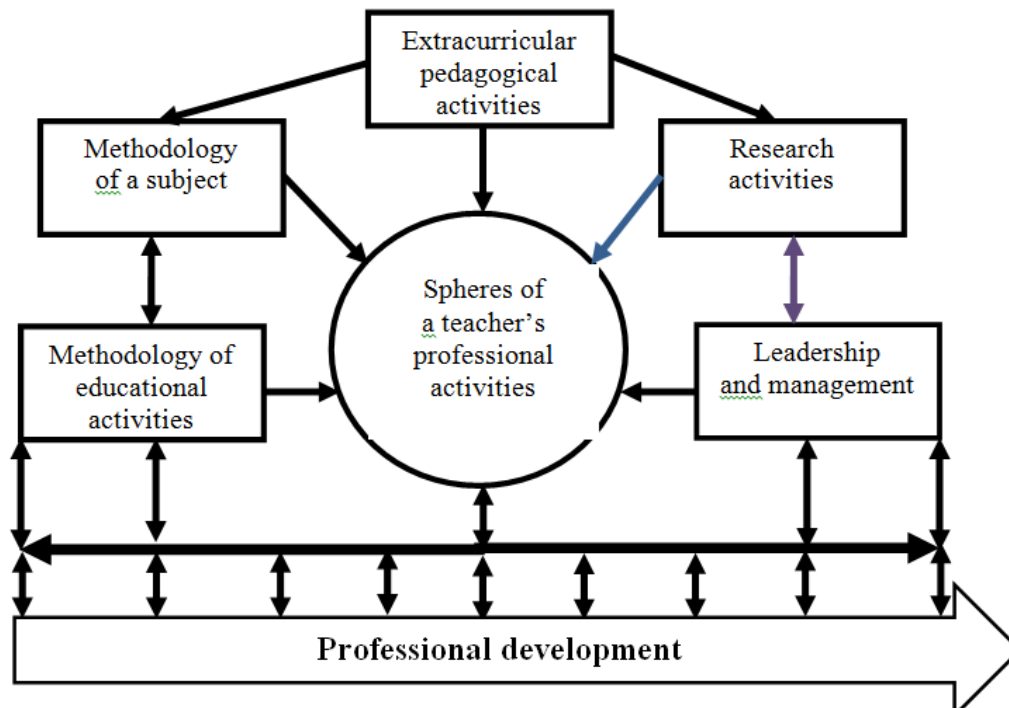 Extracurricular
pedagogical
activities
Methodology
of a subject
Research
activities
Spheres of
a teacher’s
professional
activities
Methodology of
educational
activities
Leadership
and management
Professional development